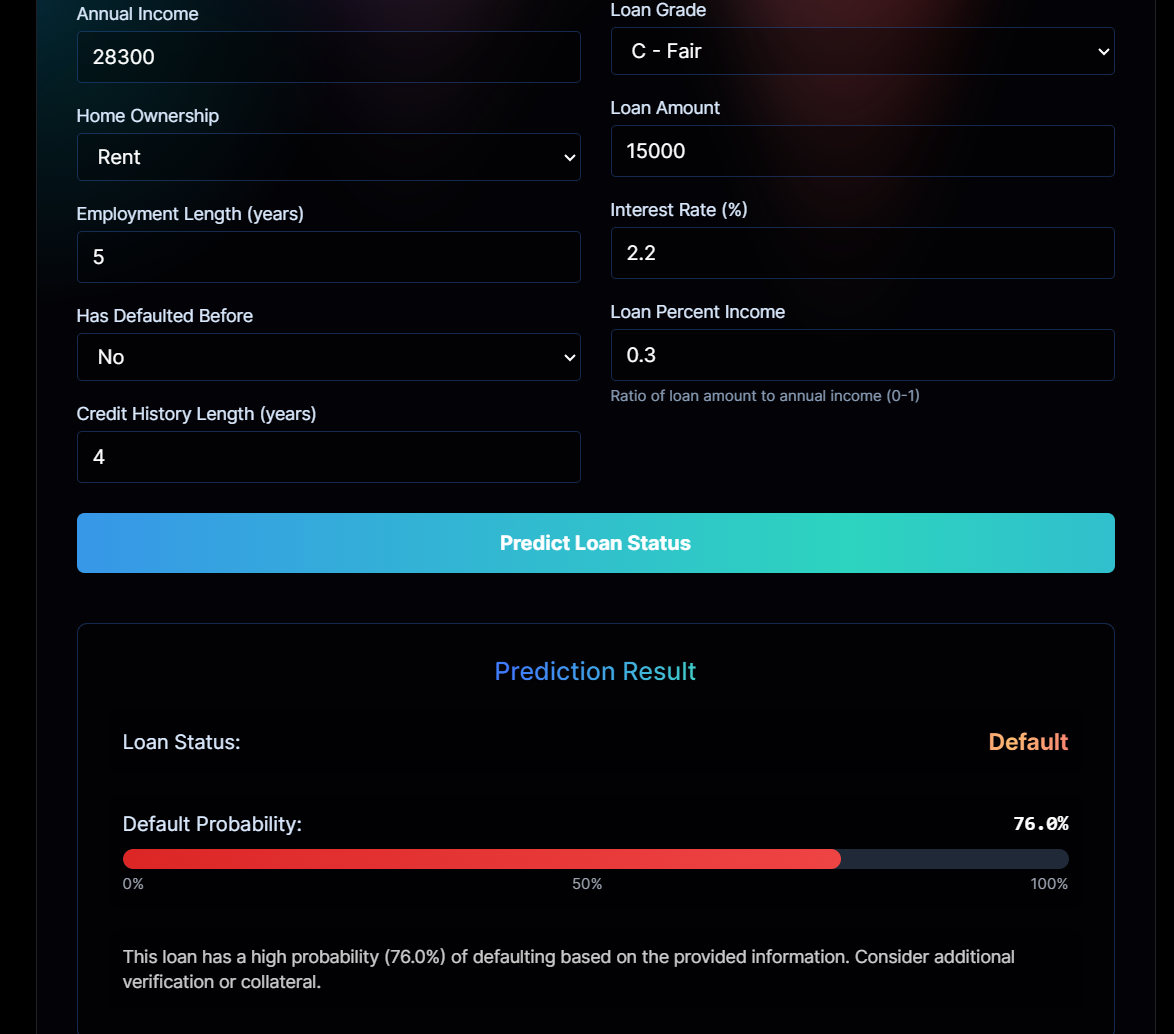 Annual Income
28300
Home Ownership
Rent
Employment Length (years)
5
Has Defaulted Before
No
Credit History Length (years)
4
Loan Grade
C - Fair
Loan Amount
15000
Interest Rate (%)
2.2
Loan Percent Income
0.3
Ratio of loan amount to annual income (0-1)
Predict Loan Status
Prediction Result
Loan Status:
Default
Default Probability:
76.0%
0%
50%
100%
This loan has a high probability (76.0%) of defaulting based on the provided information. Consider additional
verification or collateral.